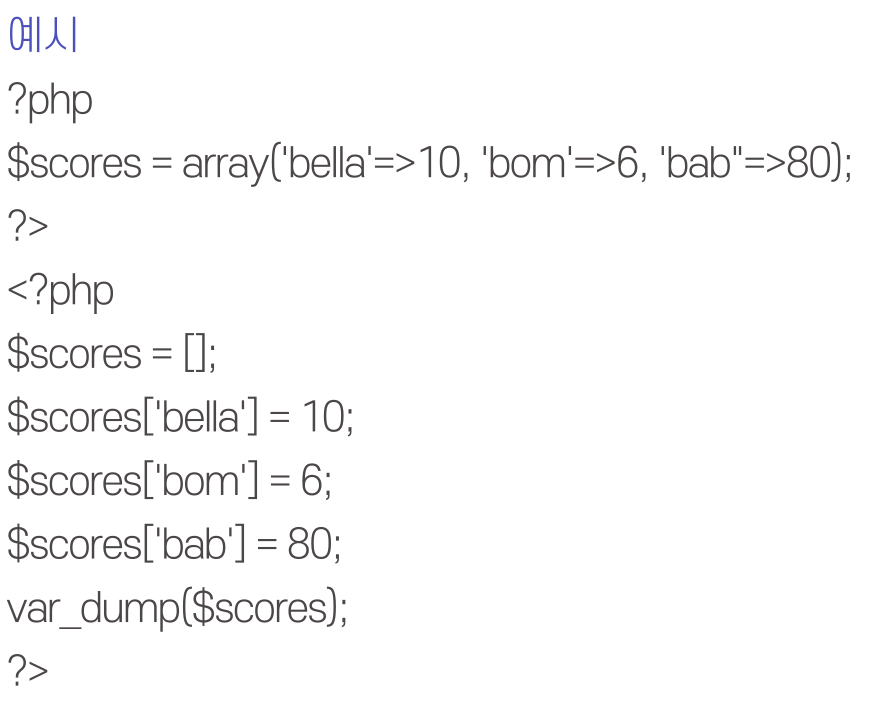 예시
?php
$scores = array('bella'=>10, 'bom'=>6, 'bab"=>80);
?>
<?php
$scores = [];
$scores['bella'] = 10;
$scores['bom'] = 6;
$scores['bab'] = 80;
var_dump($scores);
?>